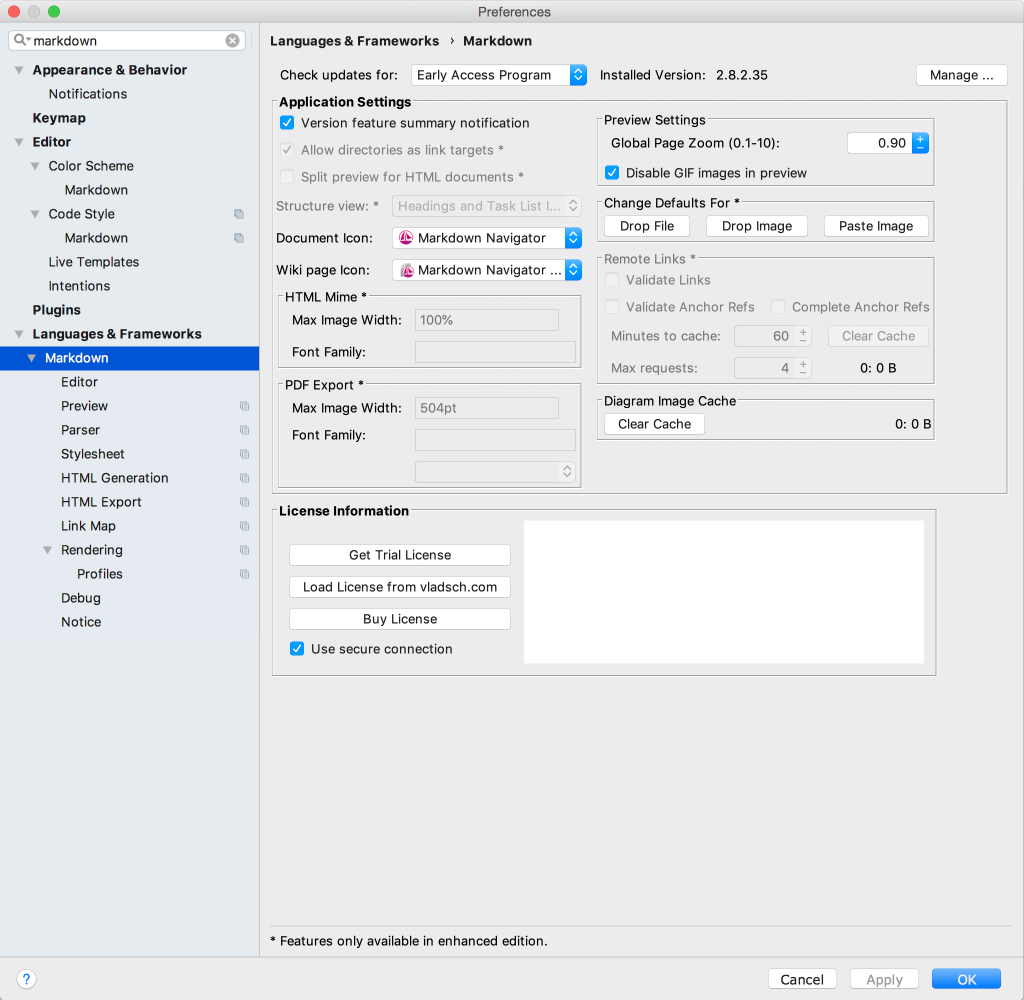 Preferences
markdown
Appearance & Behavior
Notifications
Keymap
Editor
Color Scheme
Markdown
Code Style
Markdown
Live Templates
Intentions
Plugins
Languages & Frameworks
Markdown
Editor
Preview
Parser
Stylesheet
HTML Generation
HTML Export
Link Map
Rendering
Profiles
Debug
Notice
Languages & Frameworks › Markdown
Check updates for: Early Access Program Installed Version: 2.8.2.35 Manage ...
Application Settings
Version feature summary notification
Allow directories as link targets *
Split preview for HTML documents *
Structure view: * Headings and Task List I...
Document Icon: Markdown Navigator
Wiki page Icon: Markdown Navigator ...
HTML Mime *
Max Image Width: 100%
Font Family:
PDF Export *
Max Image Width: 504pt
Font Family:
Preview Settings
Global Page Zoom (0.1-10): 0.90
Disable GIF images in preview
Change Defaults For *
Drop File Drop Image Paste Image
Remote Links *
Validate Links
Validate Anchor Refs Complete Anchor Refs
Minutes to cache: 60 Clear Cache
Max requests: 4 0: 0 B
Diagram Image Cache
Clear Cache 0: 0 B
License Information
Get Trial License
Load License from vladsch.com
Buy License
Use secure connection
* Features only available in enhanced edition.
? Cancel Apply OK